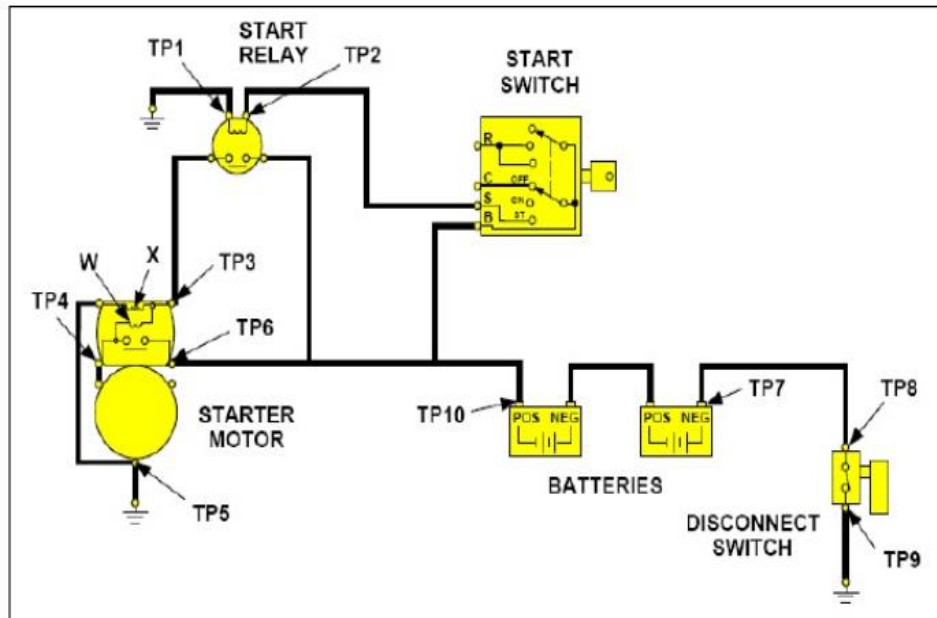 START
RELAY
TP1
TP2
START
SWITCH
R
C
OFF
S
ON
B
ST
W
X
TP3
TP4
TP6
STARTER
MOTOR
TP10
POS NEG
POS NEG
TP7
TP8
BATTERIES
TP5
DISCONNECT
SWITCH
TP9